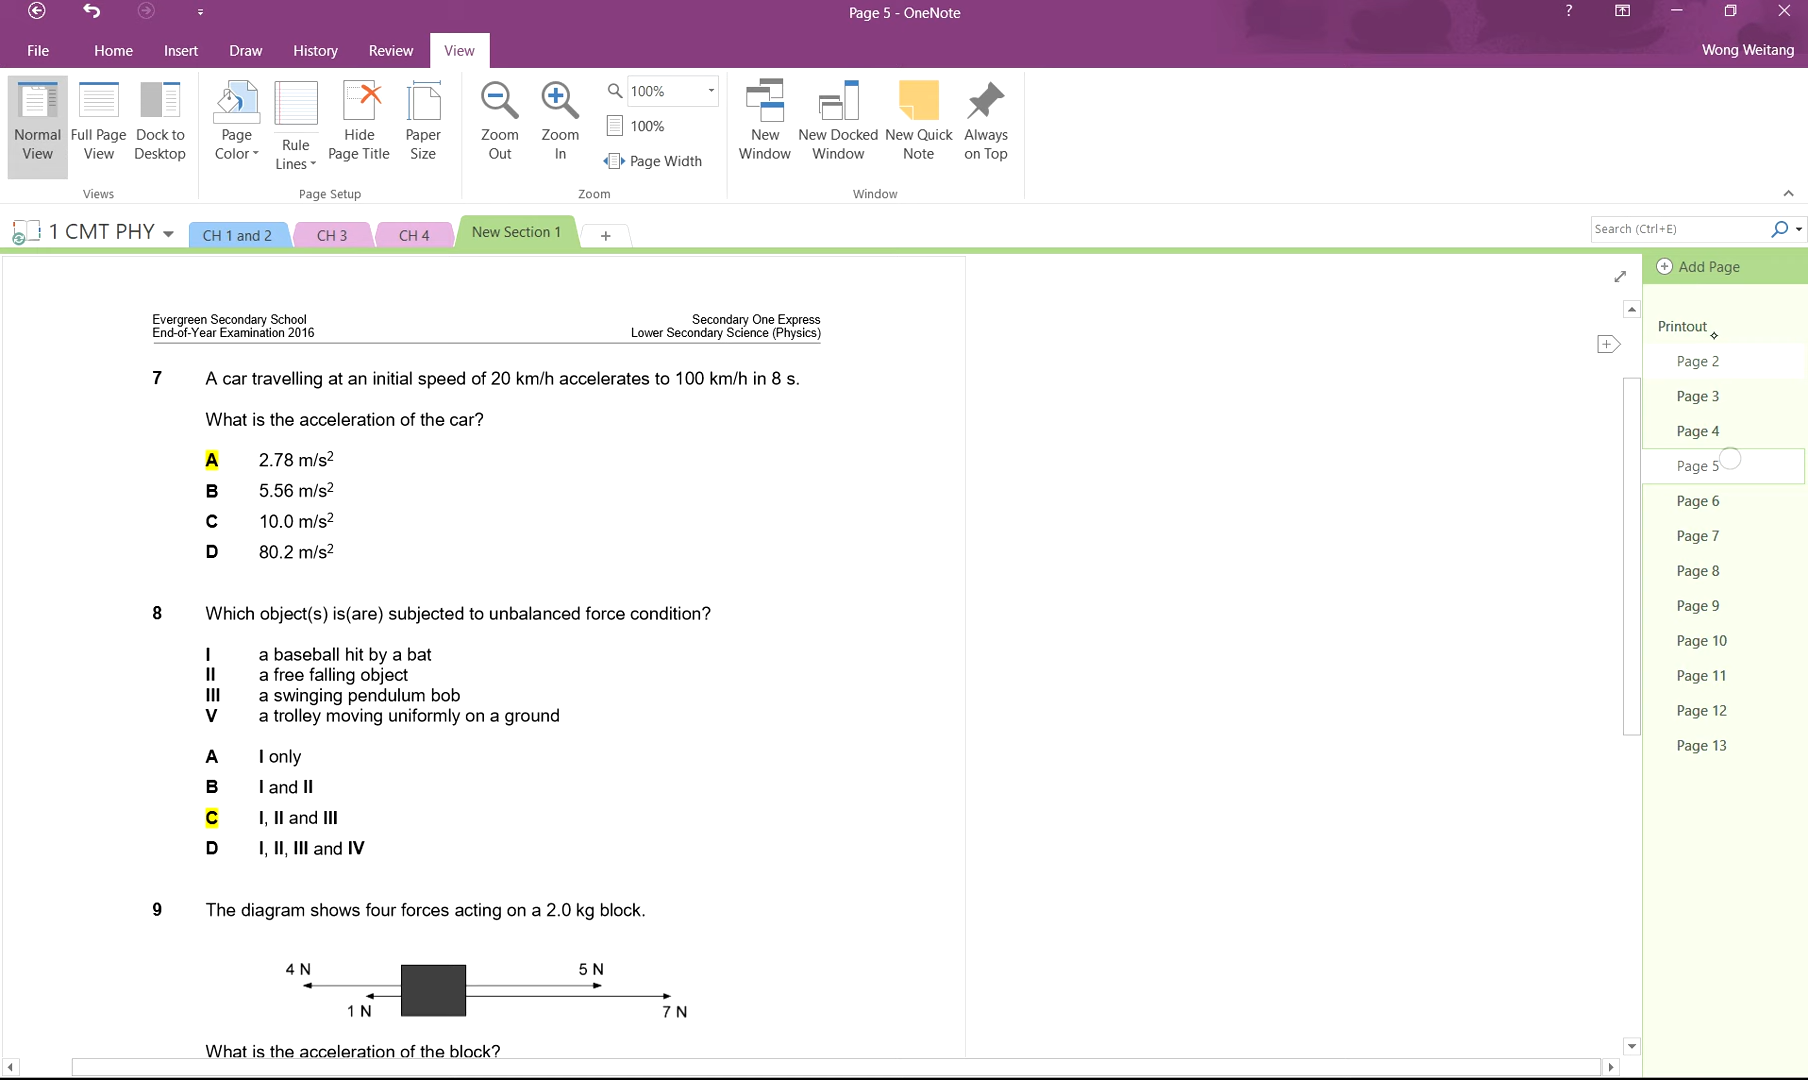 Page 5 - OneNote
?
File Home Insert Draw History Review View
Wong Weitang
Normal View
Full Page View
Dock to Desktop
Page Color
Rule Lines
Hide Page Title
Paper Size
Zoom Out
Zoom In
100%
100%
Page Width
New Window
New Docked Window
New Quick Note
Always on Top
Views
Page Setup
Zoom
Window
1 CMT PHY
CH 1 and 2
CH 3
CH 4
New Section 1
+
Search (Ctrl+E)
Add Page
Printout
Page 2
Page 3
Page 4
Page 5
Page 6
Page 7
Page 8
Page 9
Page 10
Page 11
Page 12
Page 13
Evergreen Secondary School
End-of-Year Examination 2016
Secondary One Express
Lower Secondary Science (Physics)
7 A car travelling at an initial speed of 20 km/h accelerates to 100 km/h in 8 s.
What is the acceleration of the car?
A 2.78 m/s²
B 5.56 m/s²
C 10.0 m/s²
D 80.2 m/s²
8 Which object(s) is(are) subjected to unbalanced force condition?
I a baseball hit by a bat
II a free falling object
III a swinging pendulum bob
V a trolley moving uniformly on a ground
A I only
B I and II
C I, II and III
D I, II, III and IV
9 The diagram shows four forces acting on a 2.0 kg block.
4 N 5 N
1 N 7 N
What is the acceleration of the block?